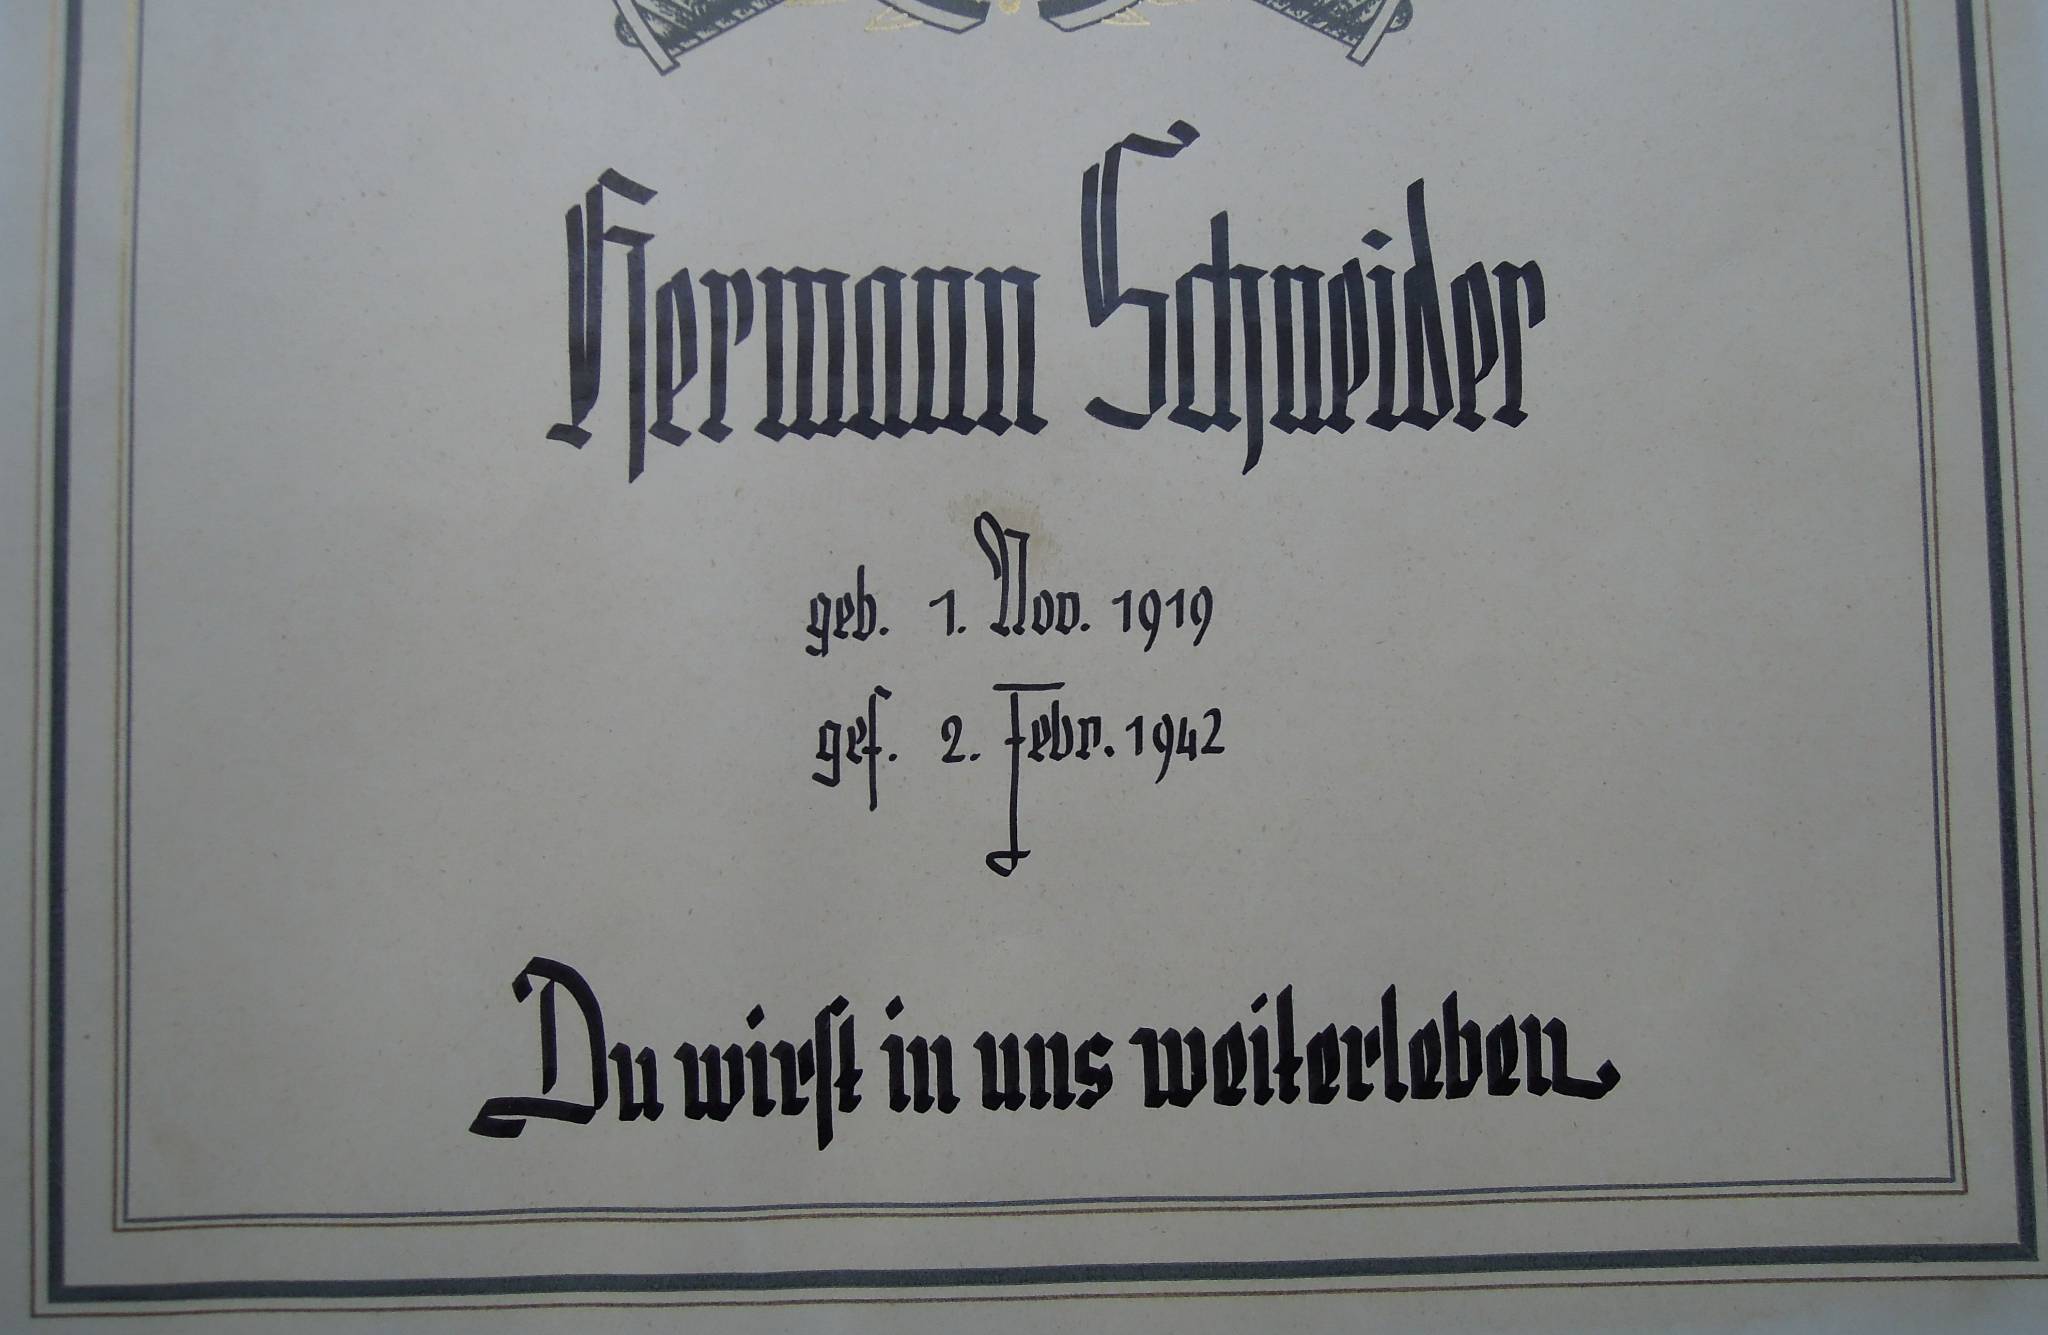 Hermann Schneider
geb. 1. Nov. 1919
gef. 2. Febr. 1942
Du wirst in uns weiterleben